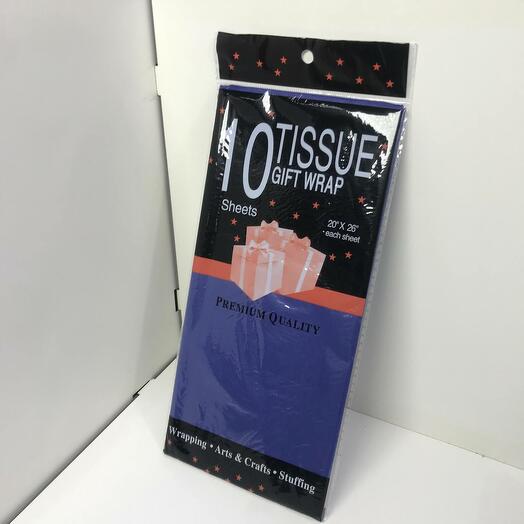 10 TISSUE
GIFT WRAP
Sheets
20" X 26"
each sheet
PREMIUM QUALITY
Wrapping • Arts & Crafts • Stuffing